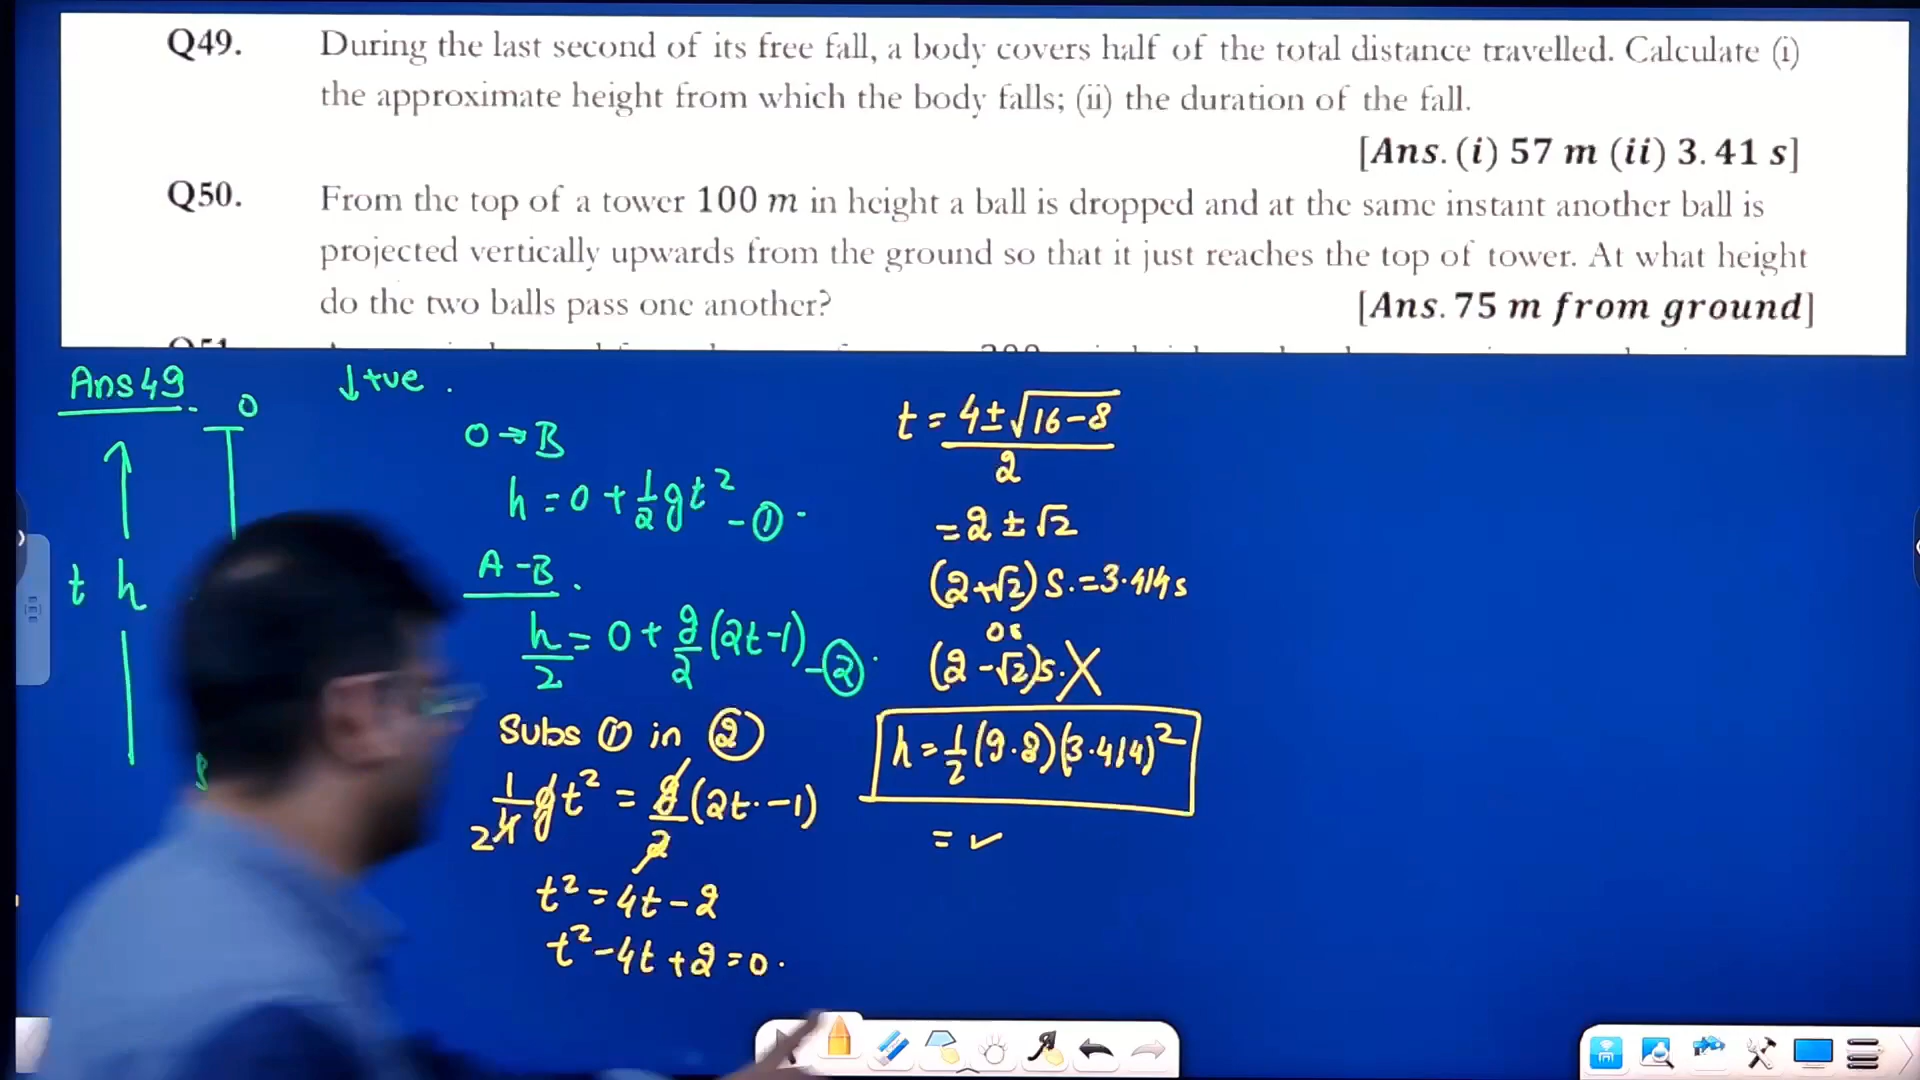 Q49. During the last second of its free fall, a body covers half of the total distance travelled. Calculate (i)
the approximate height from which the body falls; (ii) the duration of the fall.
[Ans. (i) 57 m (ii) 3. 41 s]
Q50. From the top of a tower 100 m in height a ball is dropped and at the same instant another ball is
projected vertically upwards from the ground so that it just reaches the top of tower. At what height
do the two balls pass one another? [Ans. 75 m from ground]
Ans 49
↓ +ve .
O
t h
O → B
h = 0 + 1/2 gt² - ①
A - B
h/2 = 0 + g/2 (2t-1) - ②
Subs ① in ②
1/4 gt² = g/2 (2t - 1)
2
t² = 4t - 2
t² - 4t + 2 = 0
t = (4 ± √(16-8))/2
= 2 ± √2
(2+√2) s. = 3.414 s
or
(2-√2) s. X
h = 1/2 (9.8)(3.414)²
= ✓